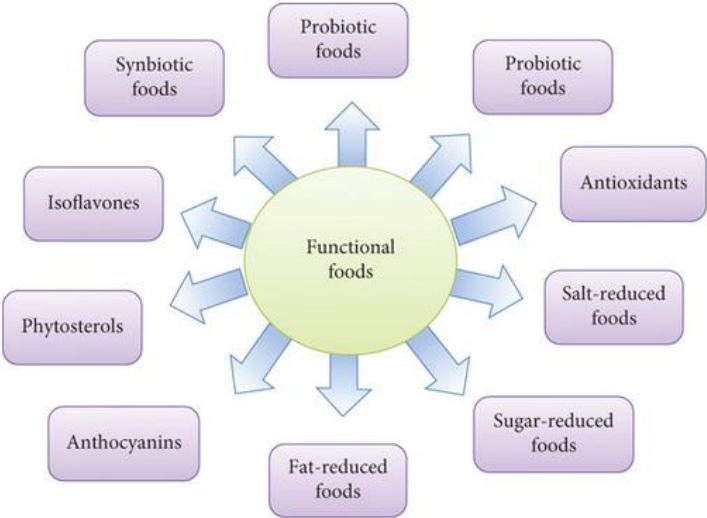 Probiotic
foods
Probiotic
foods
Antioxidants
Salt-reduced
foods
Sugar-reduced
foods
Fat-reduced
foods
Anthocyanins
Phytosterols
Isoflavones
Synbiotic
foods
Functional
foods